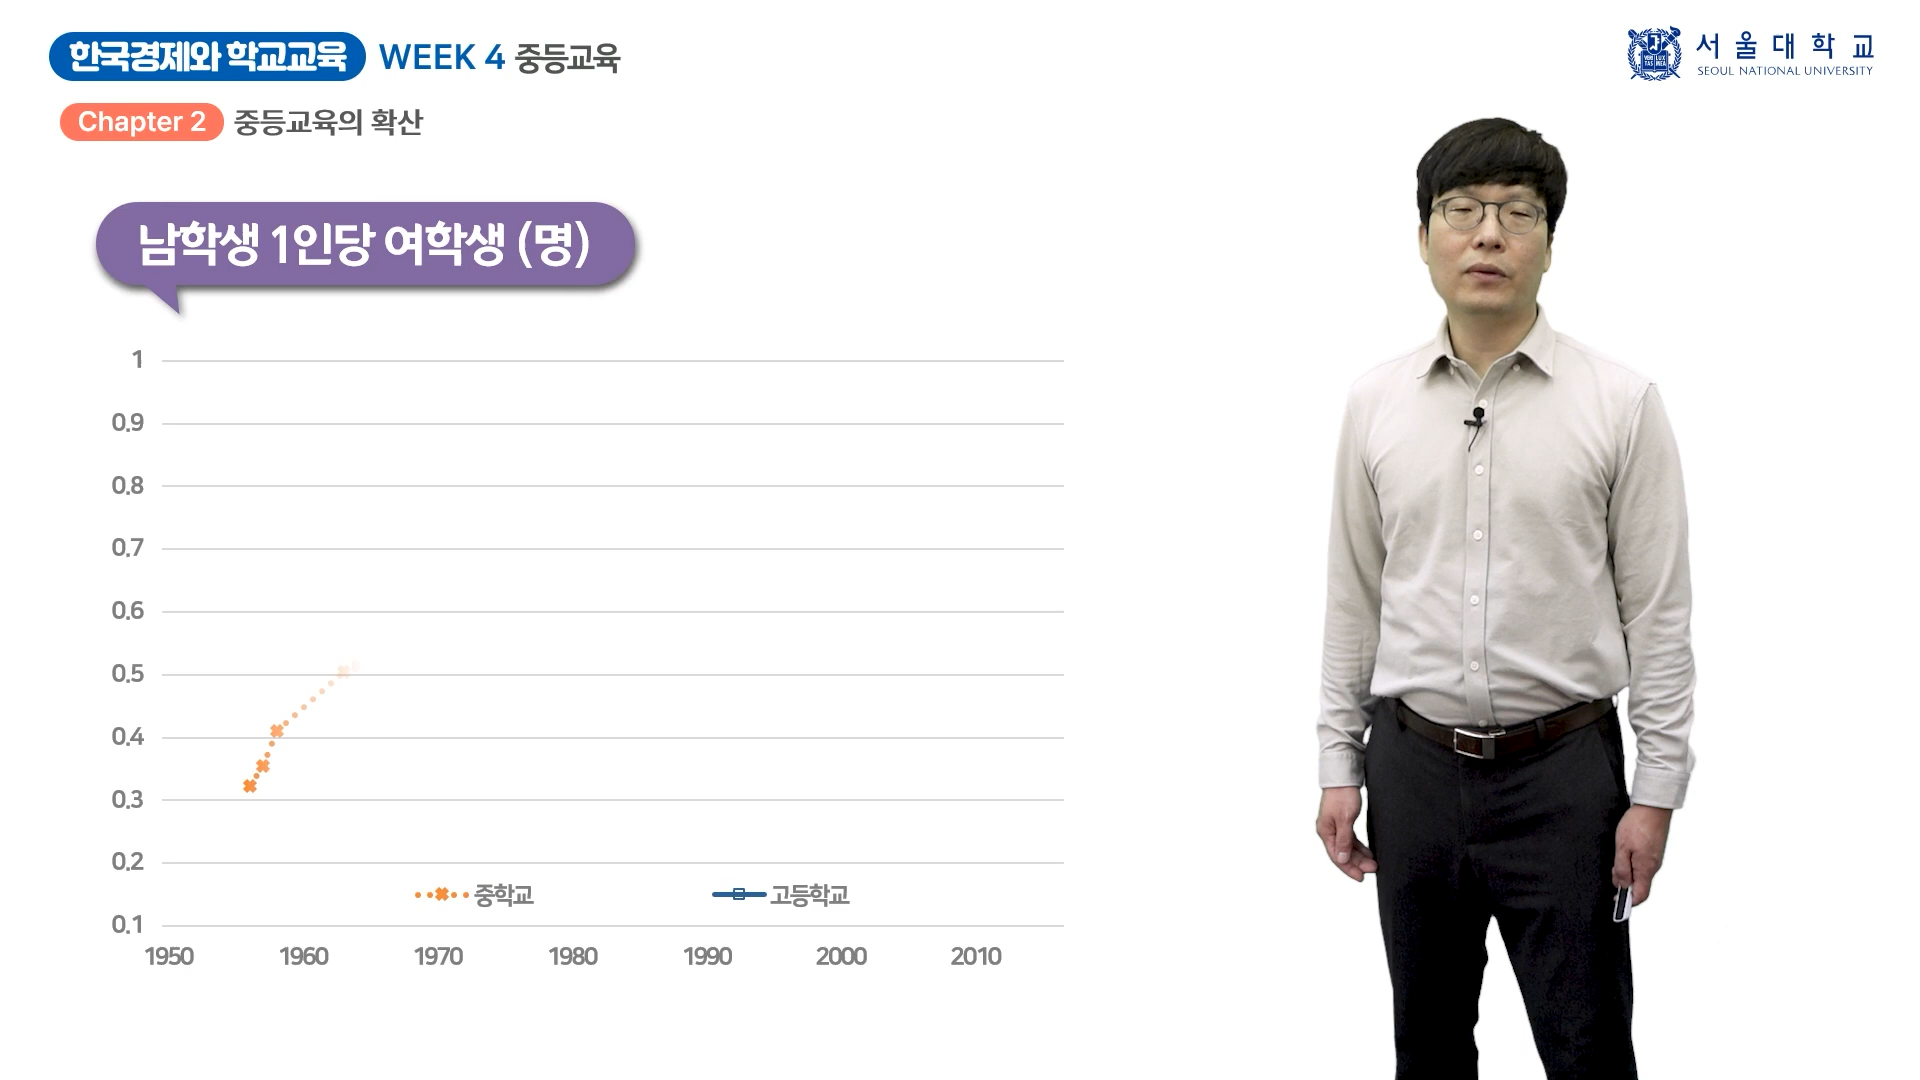 한국경제와 학교교육 WEEK 4 중등교육
서울대학교
SEOUL NATIONAL UNIVERSITY
Chapter 2 중등교육의 확산
남학생 1인당 여학생 (명)
1
0.9
0.8
0.7
0.6
0.5
0.4
0.3
0.2
0.1
중학교 고등학교
1950 1960 1970 1980 1990 2000 2010